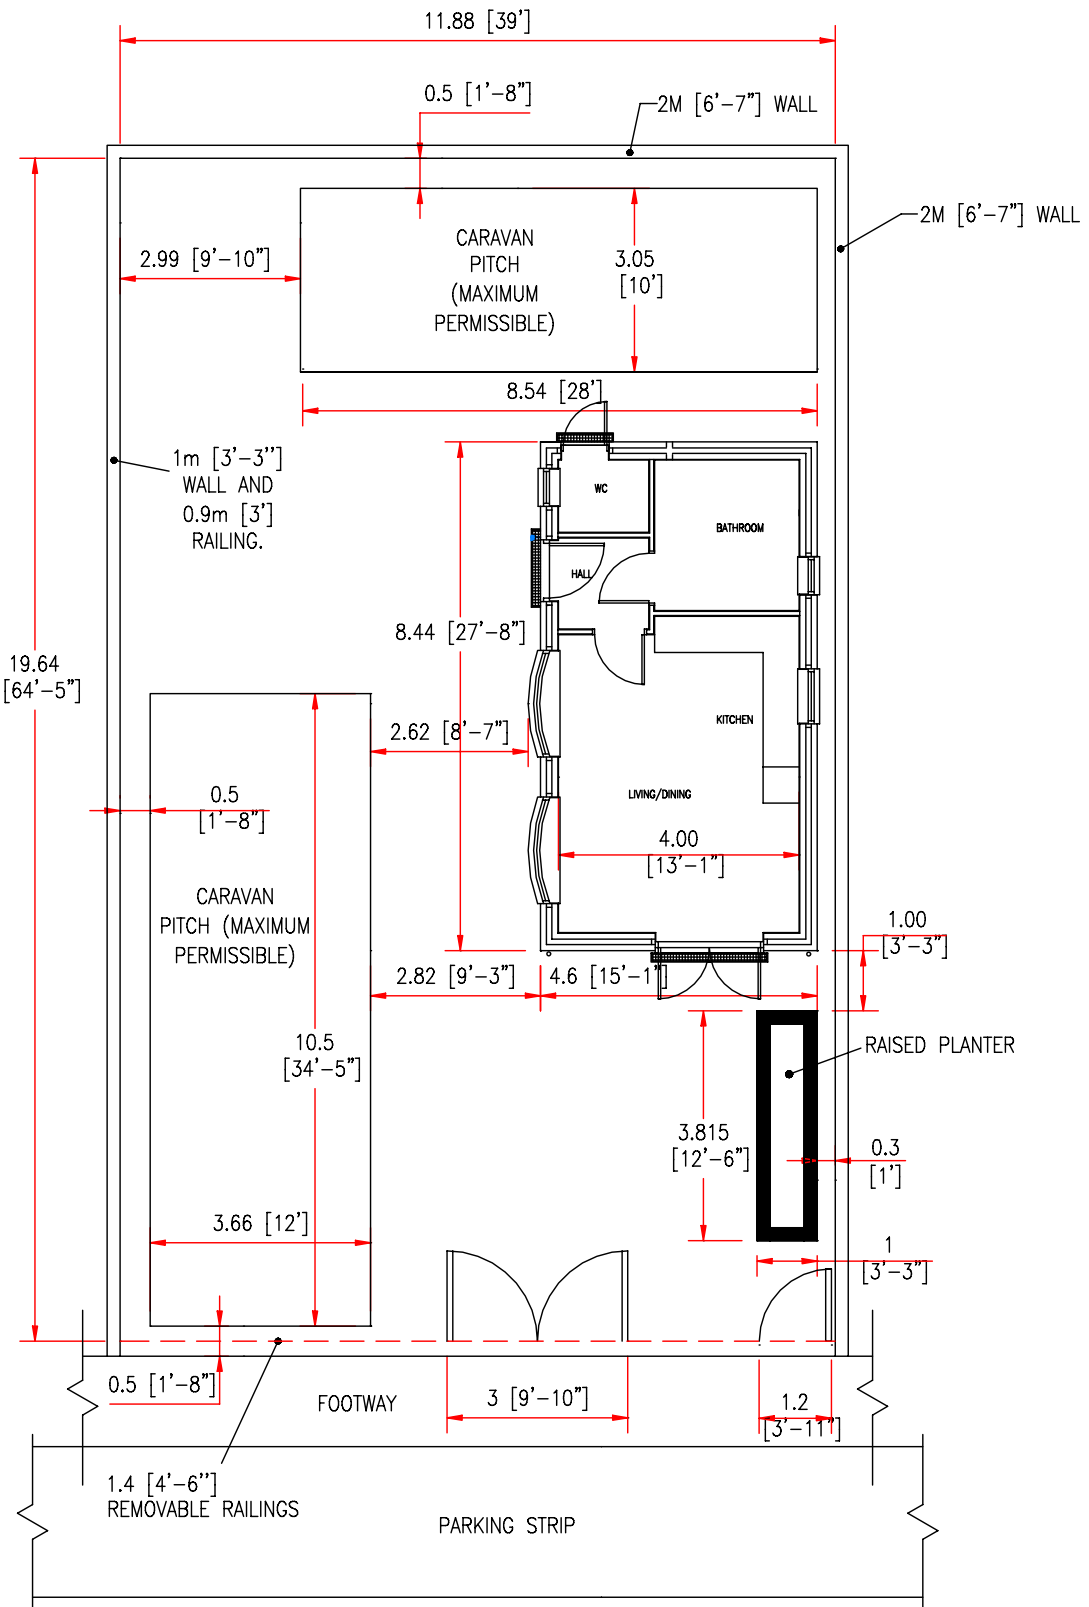 11.88 [39']
0.5 [1'-8"]
2M [6'-7"] WALL
2M [6'-7"] WALL
CARAVAN
PITCH
(MAXIMUM
PERMISSIBLE)
3.05
[10']
2.99 [9'-10"]
8.54 [28']
1m [3'-3'']
WALL AND
0.9m [3']
RAILING.
WC
BATHROOM
HALL
8.44 [27'-8"]
19.64
[64'-5"]
2.62 [8'-7"]
KITCHEN
0.5
[1'-8"]
LIVING/DINING
4.00
[13'-1"]
CARAVAN
PITCH (MAXIMUM
PERMISSIBLE)
1.00
[3'-3"]
2.82 [9'-3"]
4.6 [15'-1"]
10.5
[34'-5"]
RAISED PLANTER
3.815
[12'-6"]
0.3
[1']
3.66 [12']
1
[3'-3"]
0.5 [1'-8"]
FOOTWAY
3 [9'-10"]
1.2
[3'-11"]
1.4 [4'-6'']
REMOVABLE RAILINGS
PARKING STRIP